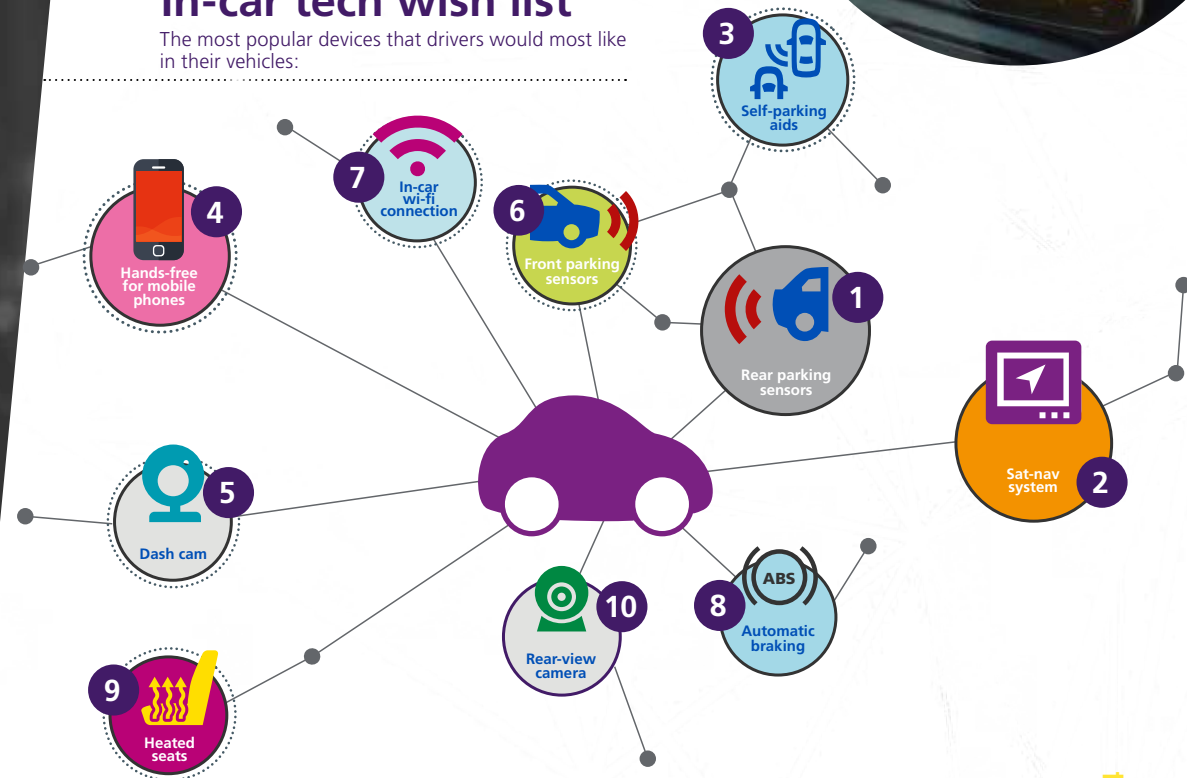 In-car tech wish list
The most popular devices that drivers would most like
in their vehicles:
3
Self-parking
aids
7
In-car
wi-fi
connection
4
Hands-free
for mobile
phones
6
Front parking
sensors
1
Rear parking
sensors
2
Sat-nav
system
5
Dash cam
10
Rear-view
camera
8
ABS
Automatic
braking
9
Heated
seats